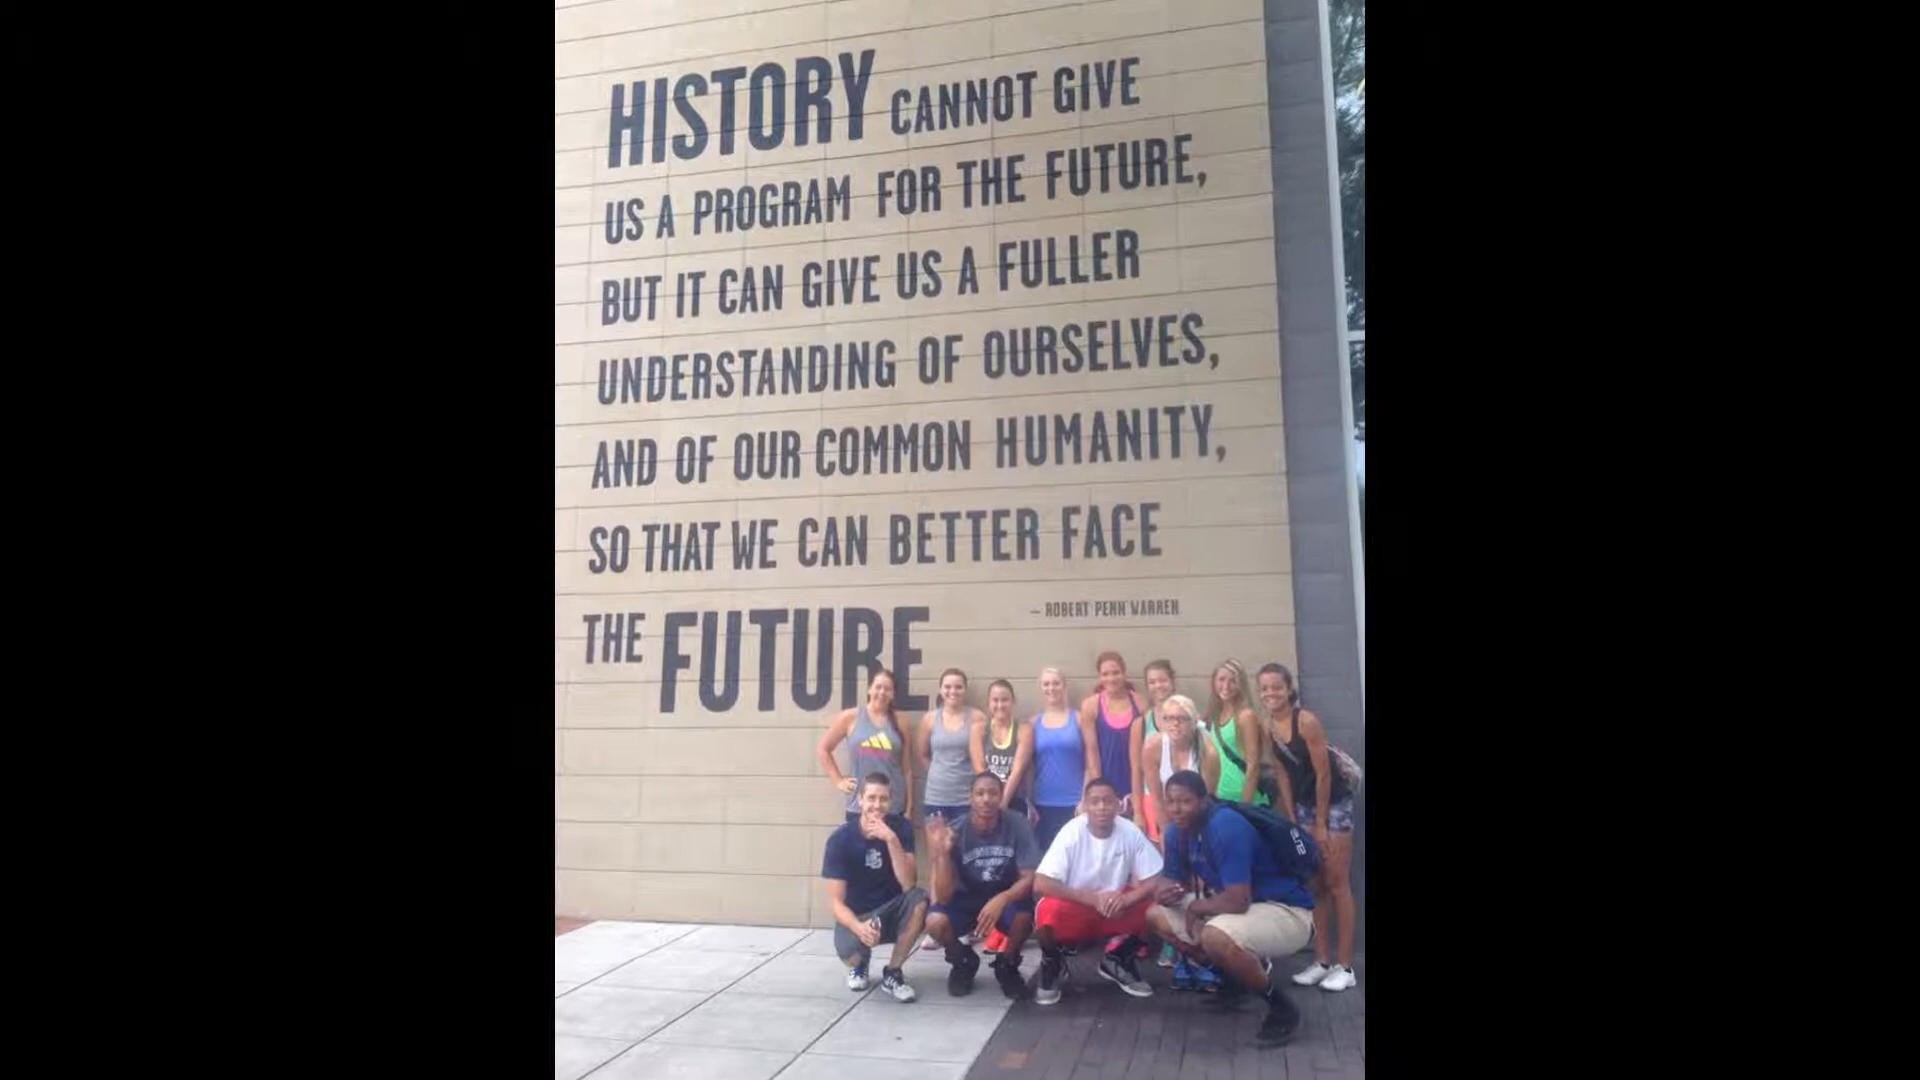 HISTORY CANNOT GIVE
US A PROGRAM FOR THE FUTURE,
BUT IT CAN GIVE US A FULLER
UNDERSTANDING OF OURSELVES,
AND OF OUR COMMON HUMANITY,
SO THAT WE CAN BETTER FACE
THE FUTURE.
– ROBERT PENN WARREN
LOVE